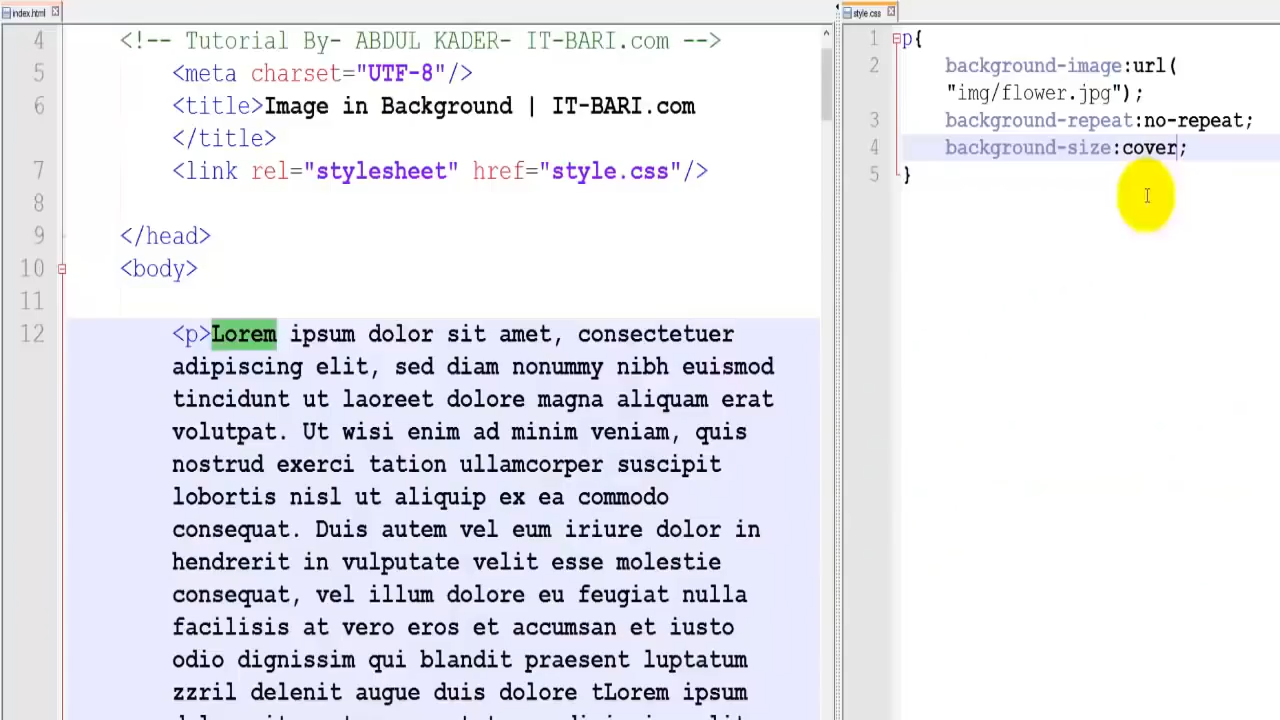 index.html
style.css
4 <!-- Tutorial By- ABDUL KADER- IT-BARI.com -->
5 <meta charset="UTF-8"/>
6 <title>Image in Background | IT-BARI.com
</title>
7 <link rel="stylesheet" href="style.css"/>
8
9 </head>
10 <body>
11
12 <p>Lorem ipsum dolor sit amet, consectetuer
adipiscing elit, sed diam nonummy nibh euismod
tincidunt ut laoreet dolore magna aliquam erat
volutpat. Ut wisi enim ad minim veniam, quis
nostrud exerci tation ullamcorper suscipit
lobortis nisl ut aliquip ex ea commodo
consequat. Duis autem vel eum iriure dolor in
hendrerit in vulputate velit esse molestie
consequat, vel illum dolore eu feugiat nulla
facilisis at vero eros et accumsan et iusto
odio dignissim qui blandit praesent luptatum
zzril delenit augue duis dolore tLorem ipsum
1 p{
2 background-image:url(
"img/flower.jpg");
3 background-repeat:no-repeat;
4 background-size:cover;
5 }